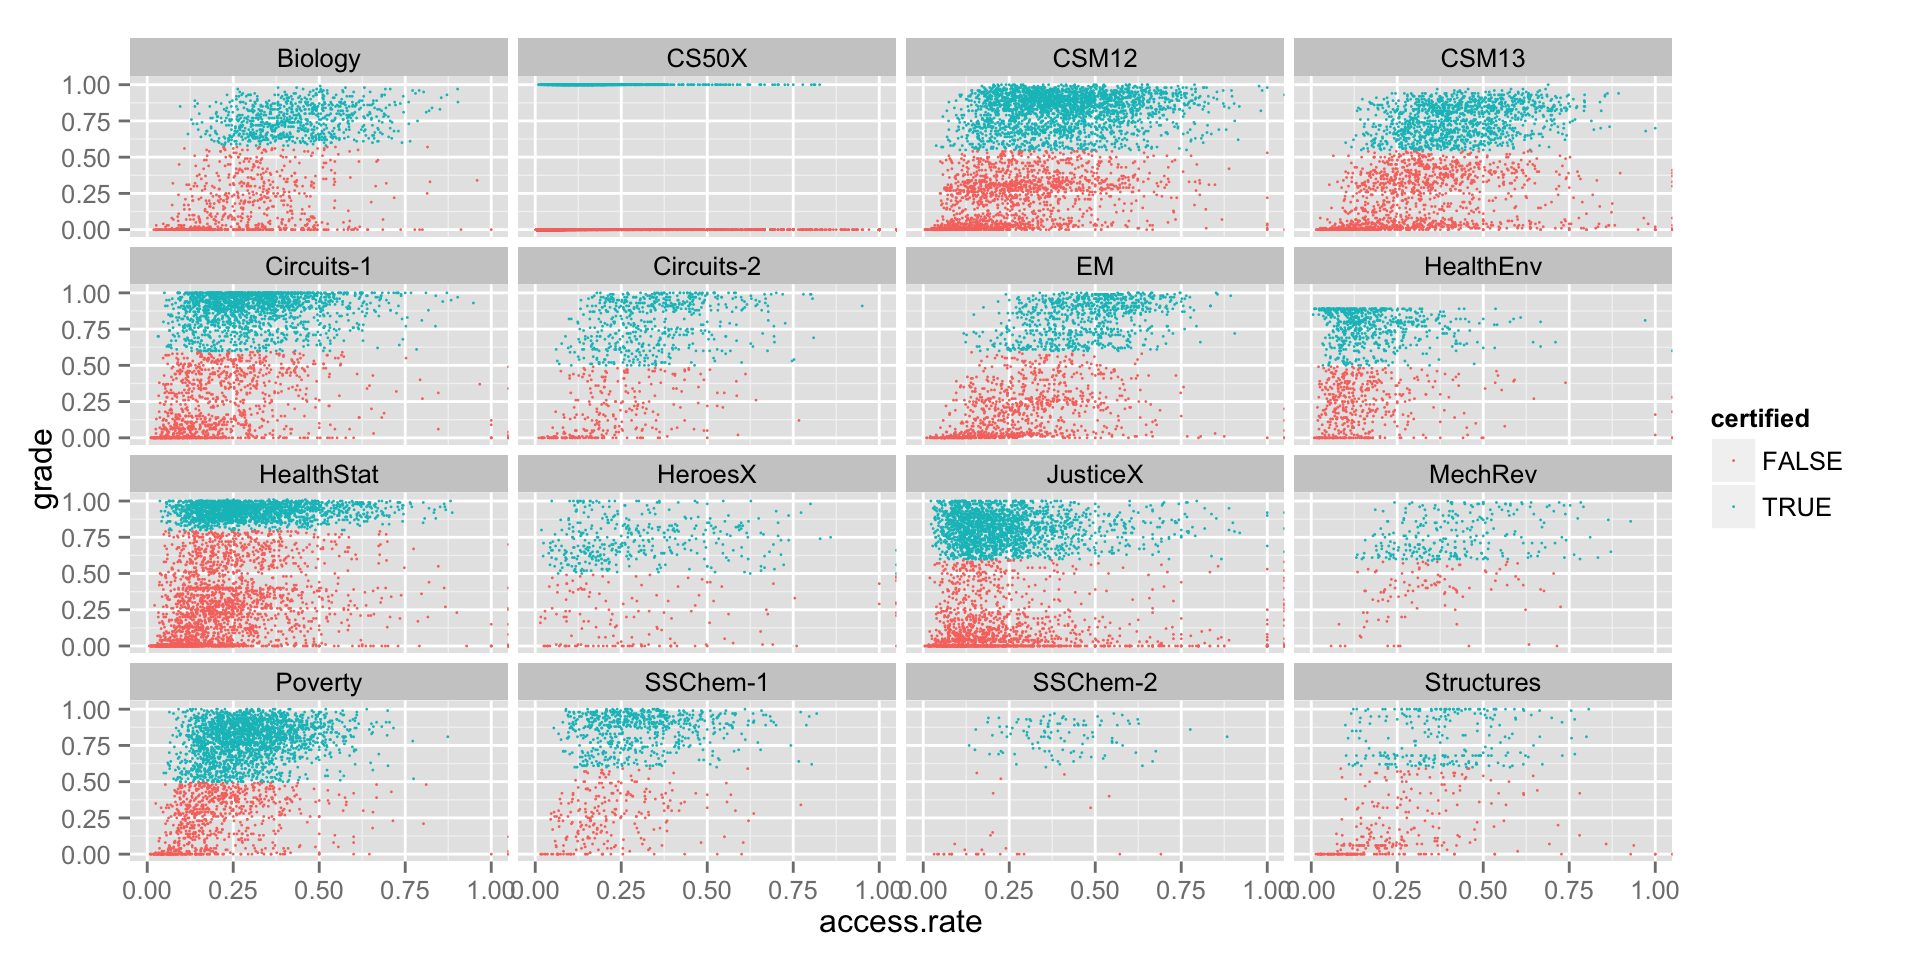 Biology CS50X CSM12 CSM13
1.00
0.75
0.50
0.25
0.00
Circuits-1 Circuits-2 EM HealthEnv
1.00
0.75
0.50
0.25
0.00
grade
certified
FALSE
TRUE
HealthStat HeroesX JusticeX MechRev
1.00
0.75
0.50
0.25
0.00
Poverty SSChem-1 SSChem-2 Structures
1.00
0.75
0.50
0.25
0.00
0.00 0.25 0.50 0.75 1.00 0.00 0.25 0.50 0.75 1.00 0.00 0.25 0.50 0.75 1.00 0.00 0.25 0.50 0.75 1.00
access.rate